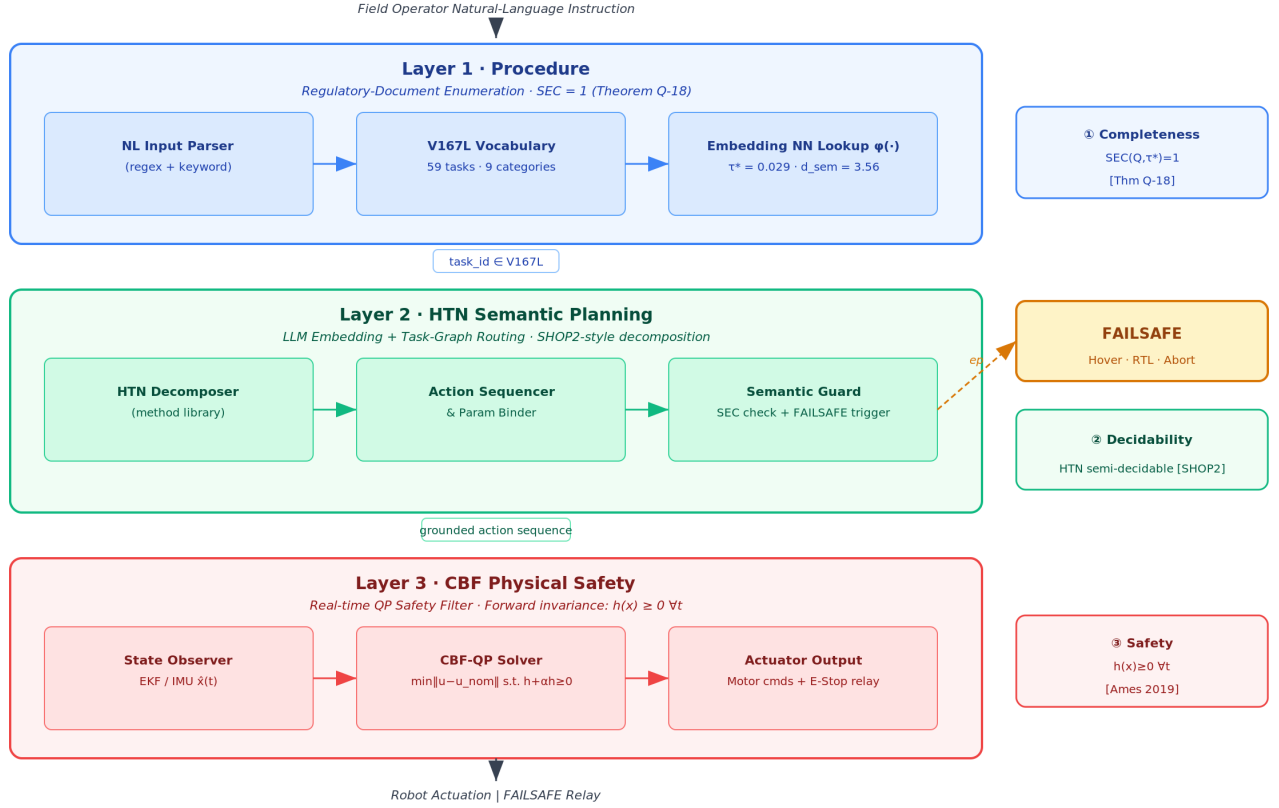 Field Operator Natural-Language Instruction
Layer 1 · Procedure
Regulatory-Document Enumeration · SEC = 1 (Theorem Q-18)
NL Input Parser
(regex + keyword)
V167L Vocabulary
59 tasks · 9 categories
Embedding NN Lookup φ(·)
τ* = 0.029 · d_sem = 3.56
① Completeness
SEC(Q,τ*)=1
[Thm Q-18]
task_id ∈ V167L
Layer 2 · HTN Semantic Planning
LLM Embedding + Task-Graph Routing · SHOP2-style decomposition
HTN Decomposer
(method library)
Action Sequencer
& Param Binder
Semantic Guard
SEC check + FAILSAFE trigger
ep
FAILSAFE
Hover · RTL · Abort
② Decidability
HTN semi-decidable [SHOP2]
grounded action sequence
Layer 3 · CBF Physical Safety
Real-time QP Safety Filter · Forward invariance: h(x) ≥ 0 ∀t
State Observer
EKF / IMU x̂(t)
CBF-QP Solver
min‖u−u_nom‖ s.t. h+αh≥0
Actuator Output
Motor cmds + E-Stop relay
③ Safety
h(x)≥0 ∀t
[Ames 2019]
Robot Actuation | FAILSAFE Relay